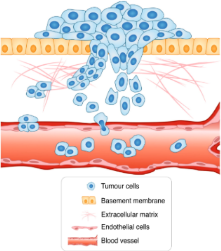 Tumour cells
Basement membrane
Extracellular matrix
Endothelial cells
Blood vessel